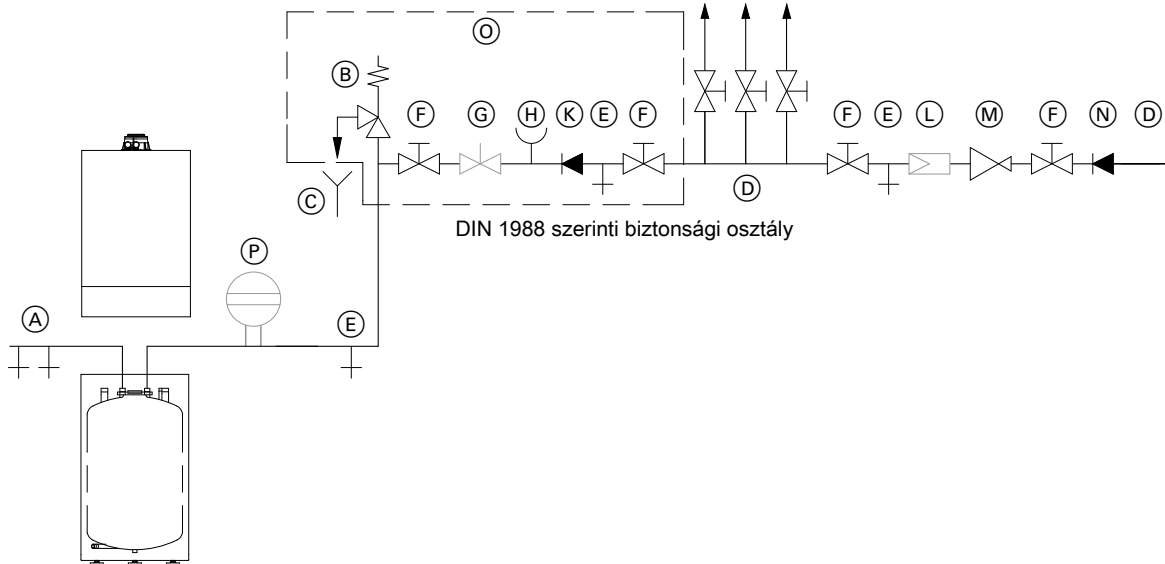 O
B
F G H K E F
F E L M F N D
C
D
DIN 1988 szerinti biztonsági osztály
P
A
E